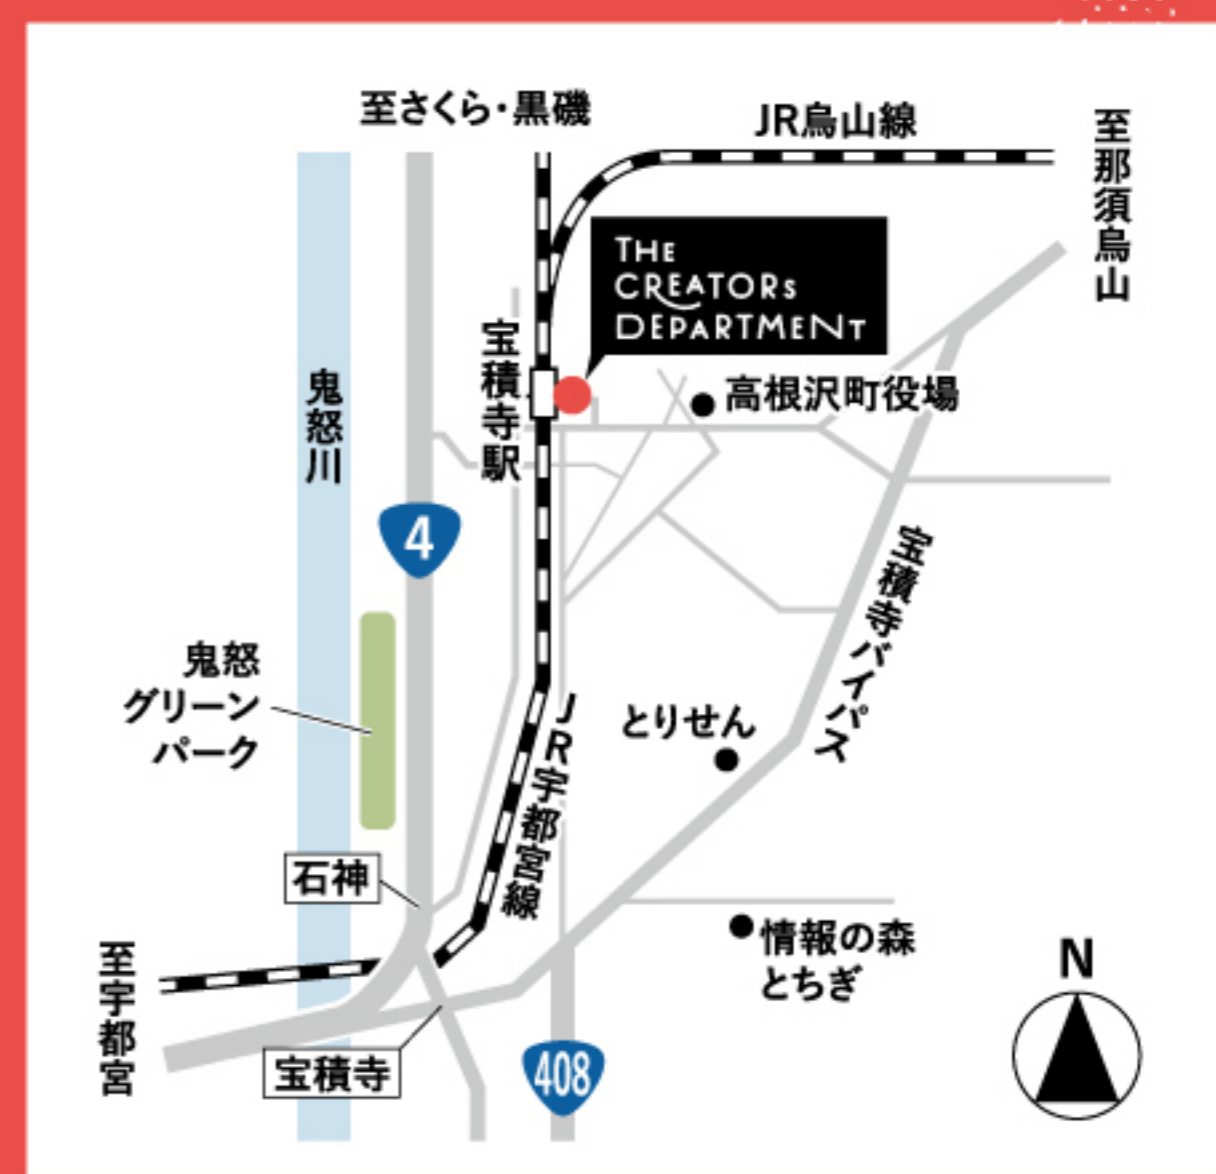 至さくら・黒磯
JR烏山線
至那須烏山
THE
CREATORS
DEPARTMENT
宝積寺駅
高根沢町役場
鬼怒川
4
宝積寺バイパス
鬼怒
グリーン
パーク
JR宇都宮線
とりせん
石神
情報の森
とちぎ
至宇都宮
N
宝積寺
408